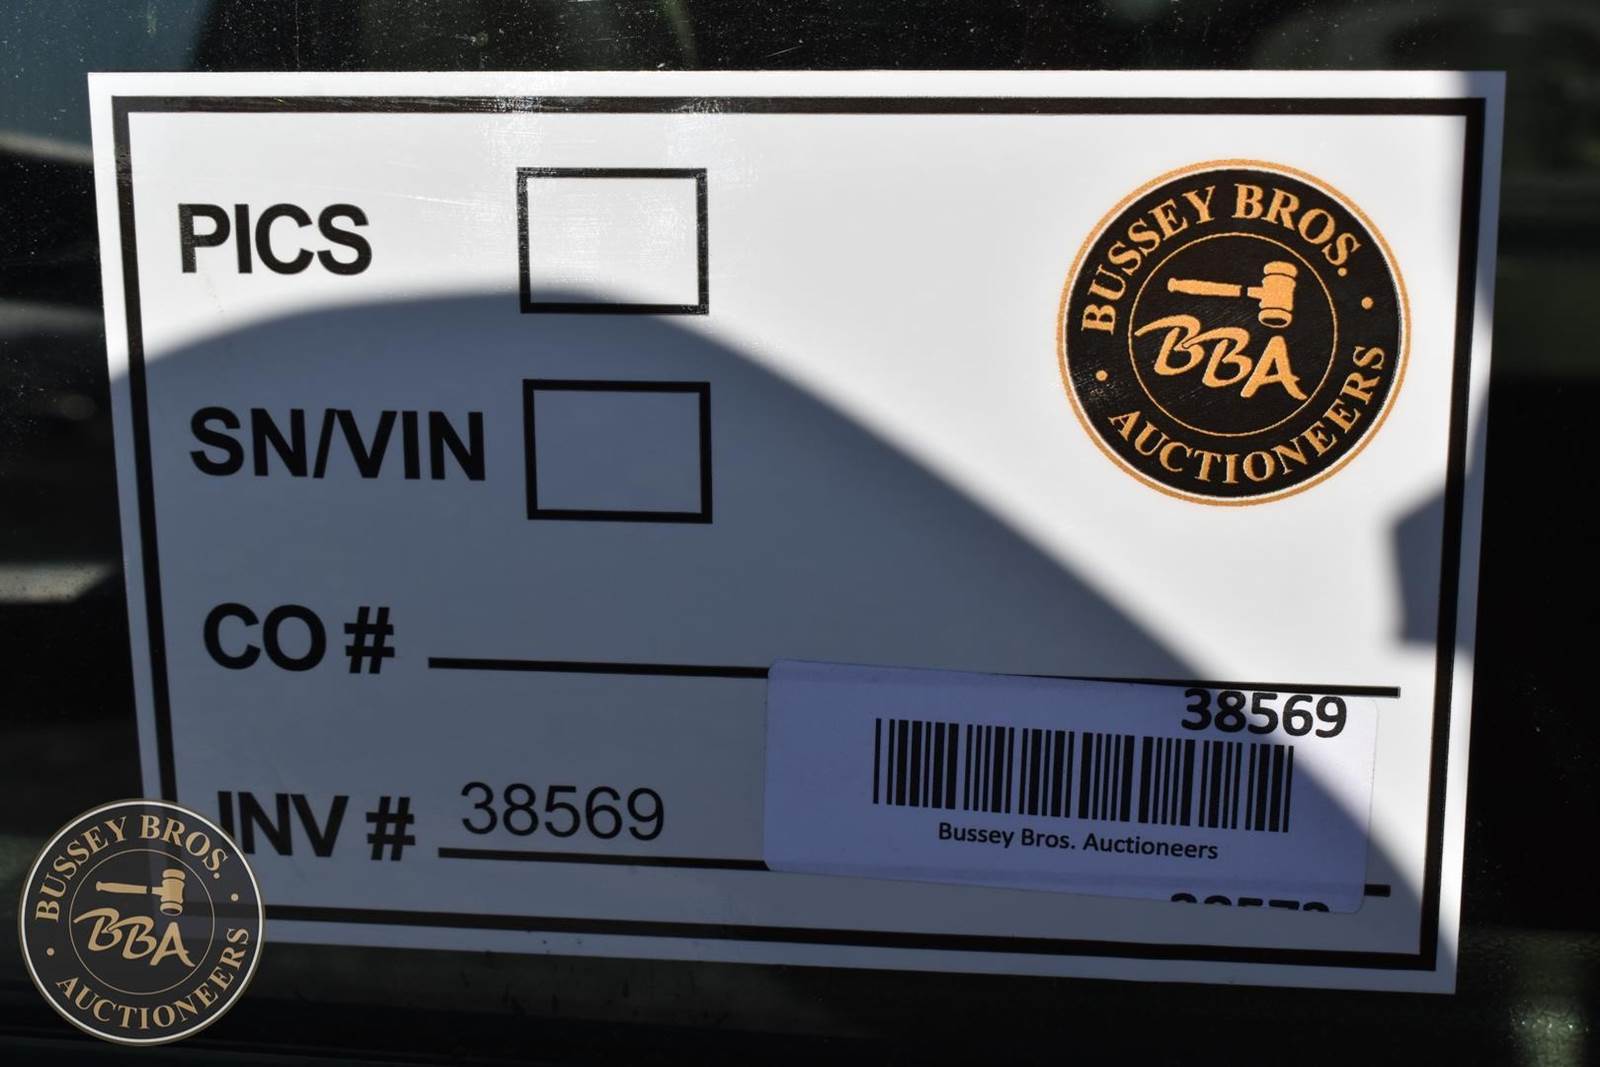 PICS
BUSSEY BROS.
BBA
AUCTIONEERS
SN/VIN
CO #
38569
INV # 38569
Bussey Bros. Auctioneers
BUSSEY BROS.
BBA
AUCTIONEERS